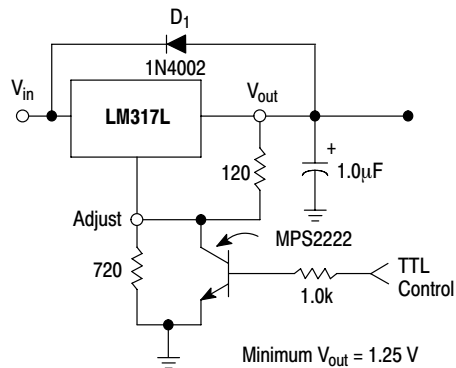 D1
1N4002
Vin
Vout
LM317L
+
1.0μF
120
Adjust
MPS2222
720
1.0k
TTL
Control
Minimum Vout = 1.25 V